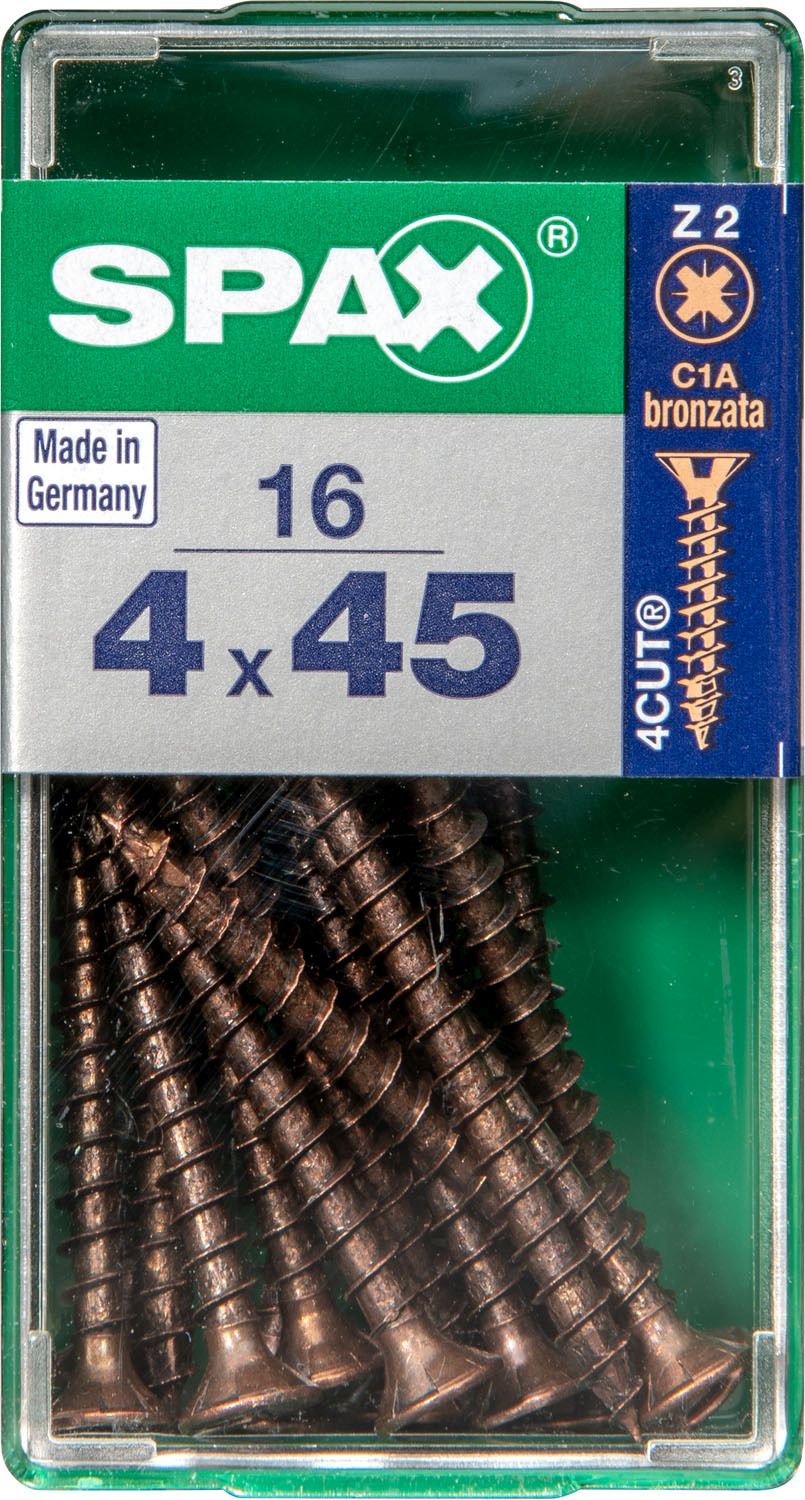 3
SPAX®
Made in
Germany
16
4 x 45
Z 2
C1A
bronzata
4CUT®